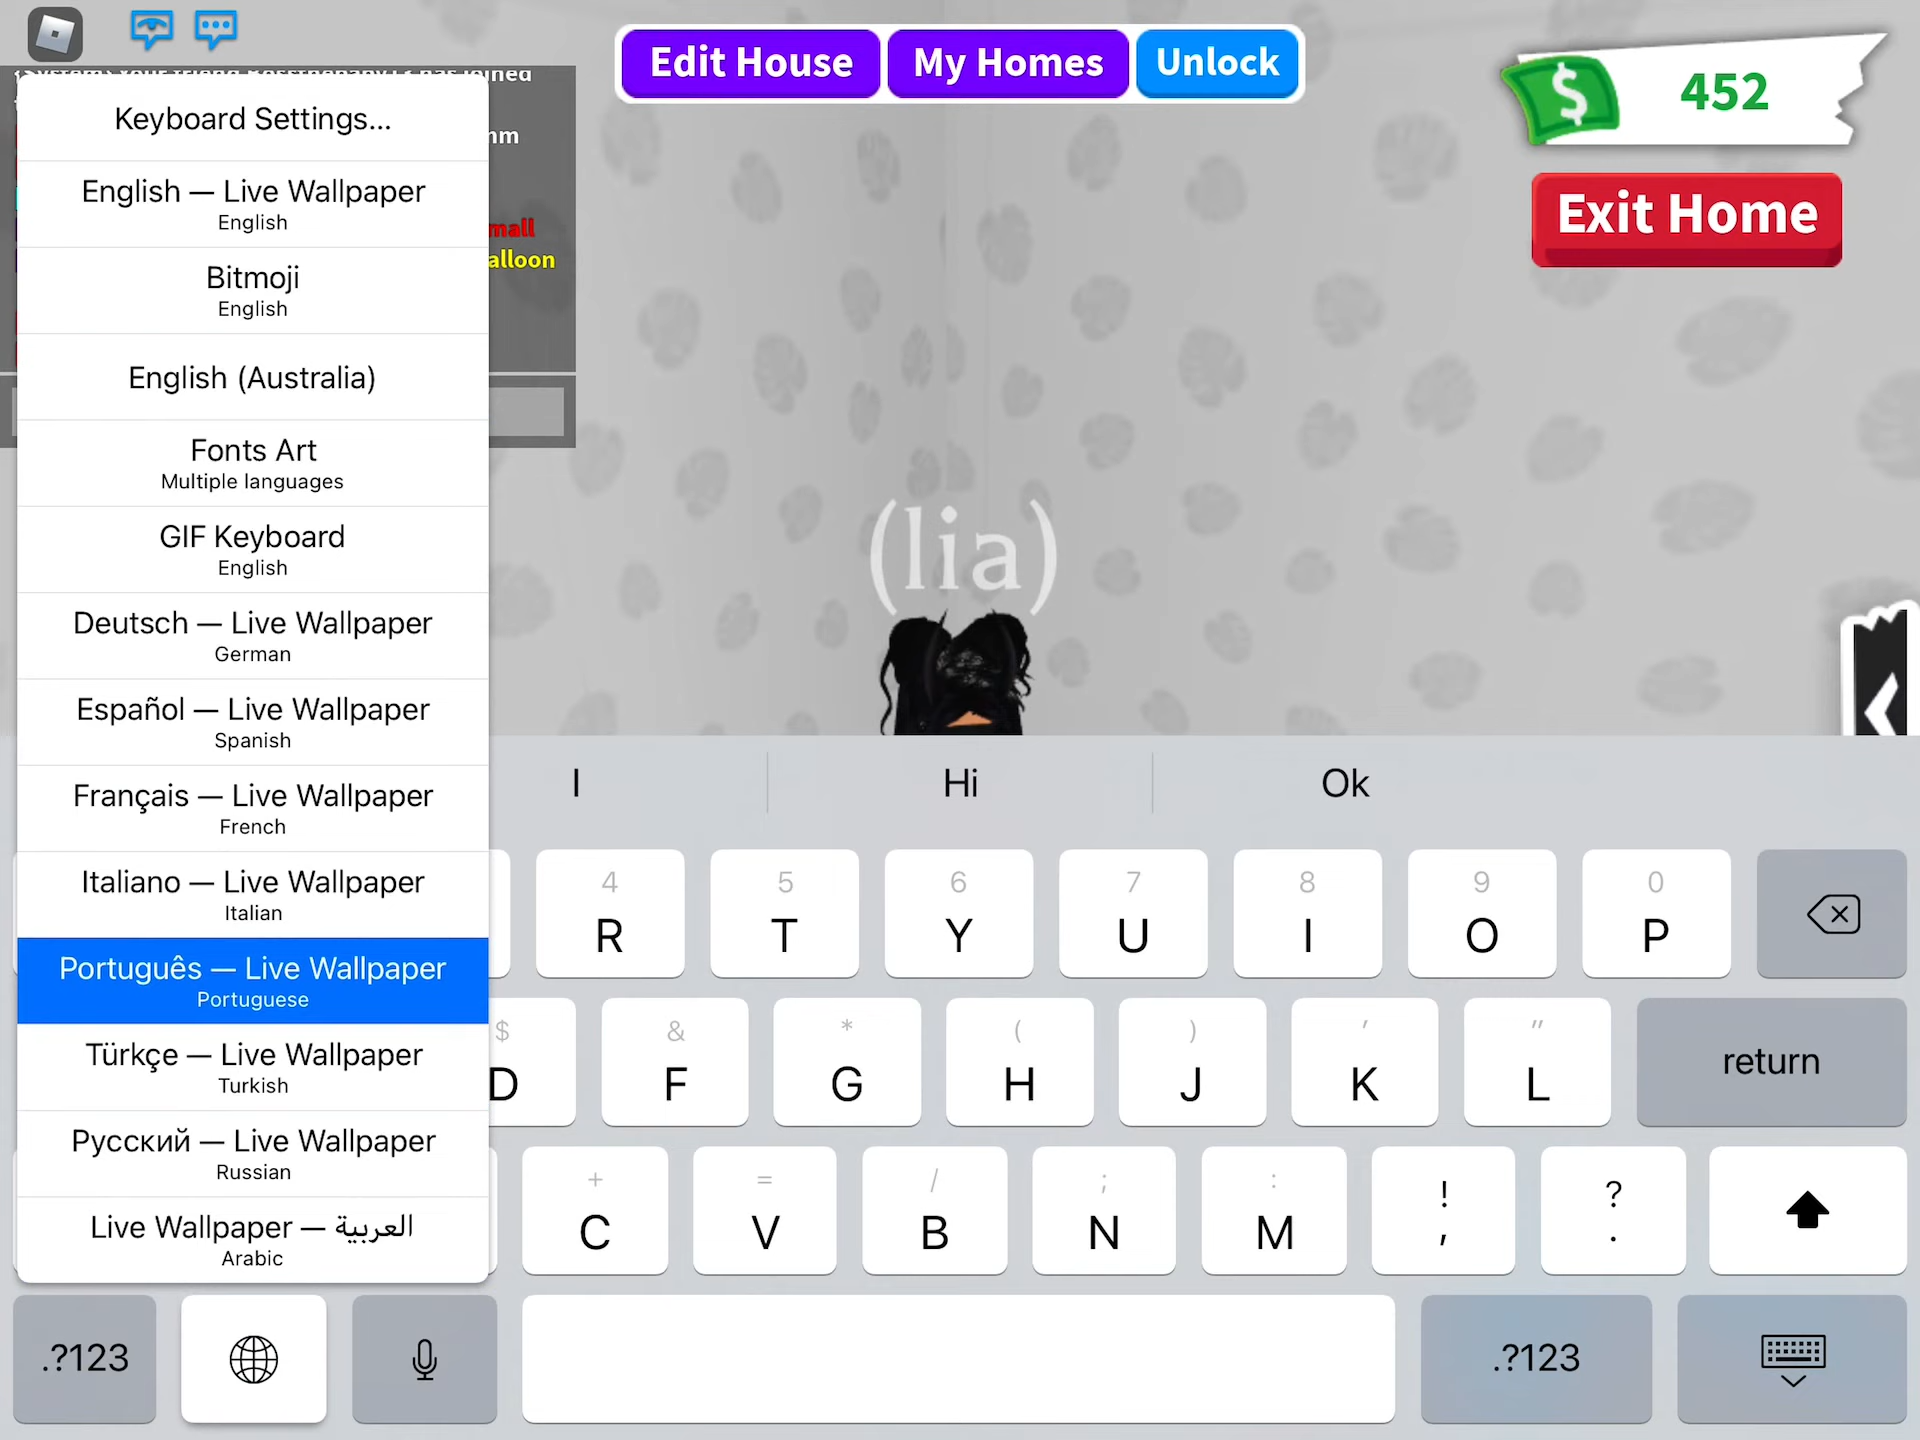 Edit House
My Homes
Unlock
452
Exit Home
joined
Keyboard Settings...
English — Live Wallpaper
English
Bitmoji
English
mall
alloon
English (Australia)
Fonts Art
Multiple languages
GIF Keyboard
English
Deutsch — Live Wallpaper
German
Español — Live Wallpaper
Spanish
Français — Live Wallpaper
French
Italiano — Live Wallpaper
Italian
Português — Live Wallpaper
Portuguese
Türkçe — Live Wallpaper
Turkish
Русский — Live Wallpaper
Russian
Live Wallpaper — العربية
Arabic
(lia)
I Hi Ok
4 5 6 7 8 9 0
R T Y U I O P
$ & * ( ) ' "
D F G H J K L
return
+ = / ; : ! ?
C V B N M , .
.?123
.?123